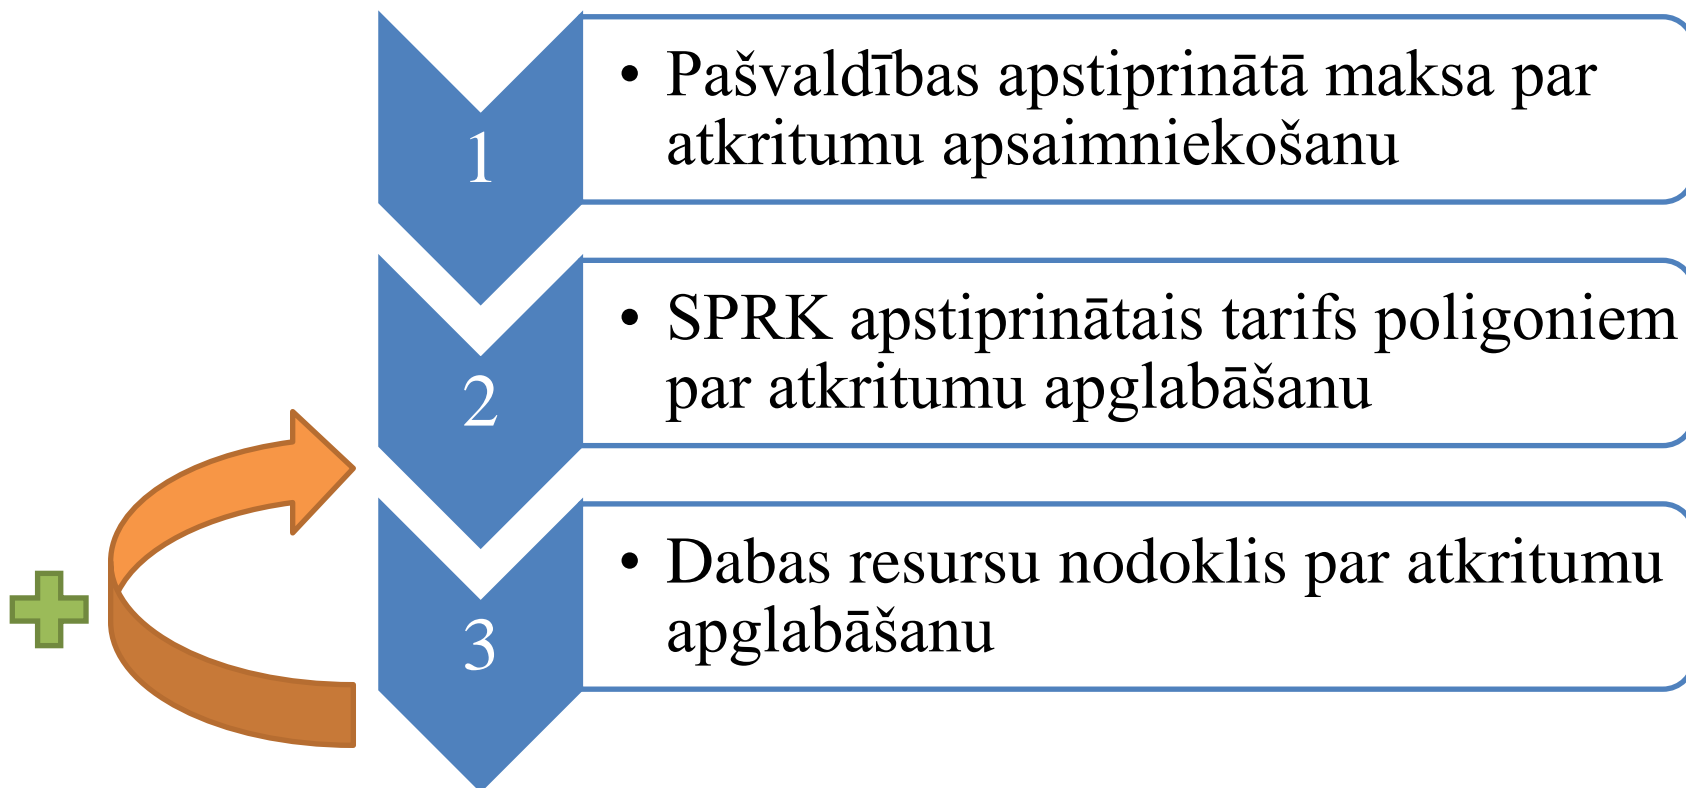 1
• Pašvaldības apstiprinātā maksa par
atkritumu apsaimniekošanu
2
• SPRK apstiprinātais tarifs poligoniem
par atkritumu apglabāšanu
3
• Dabas resursu nodoklis par atkritumu
apglabāšanu